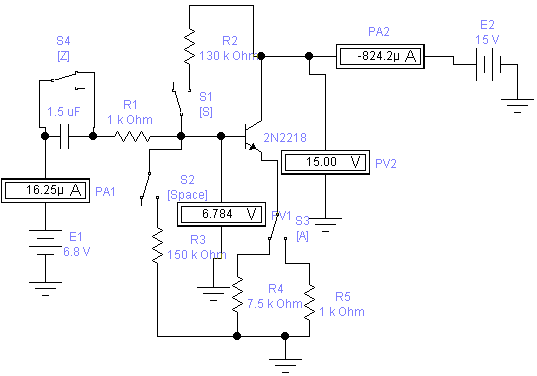 E2
15 V
PA2
-824.2µ A
R2
130 k Ohm
S4
[Z]
1.5 uF
R1
1 k Ohm
S1
[S]
2N2218
15.00 V
PV2
16.25µ A
PA1
S2
[Space]
6.784 V
PV1
S3
[A]
E1
6.8 V
R3
150 k Ohm
R4
7.5 k Ohm
R5
1 k Ohm